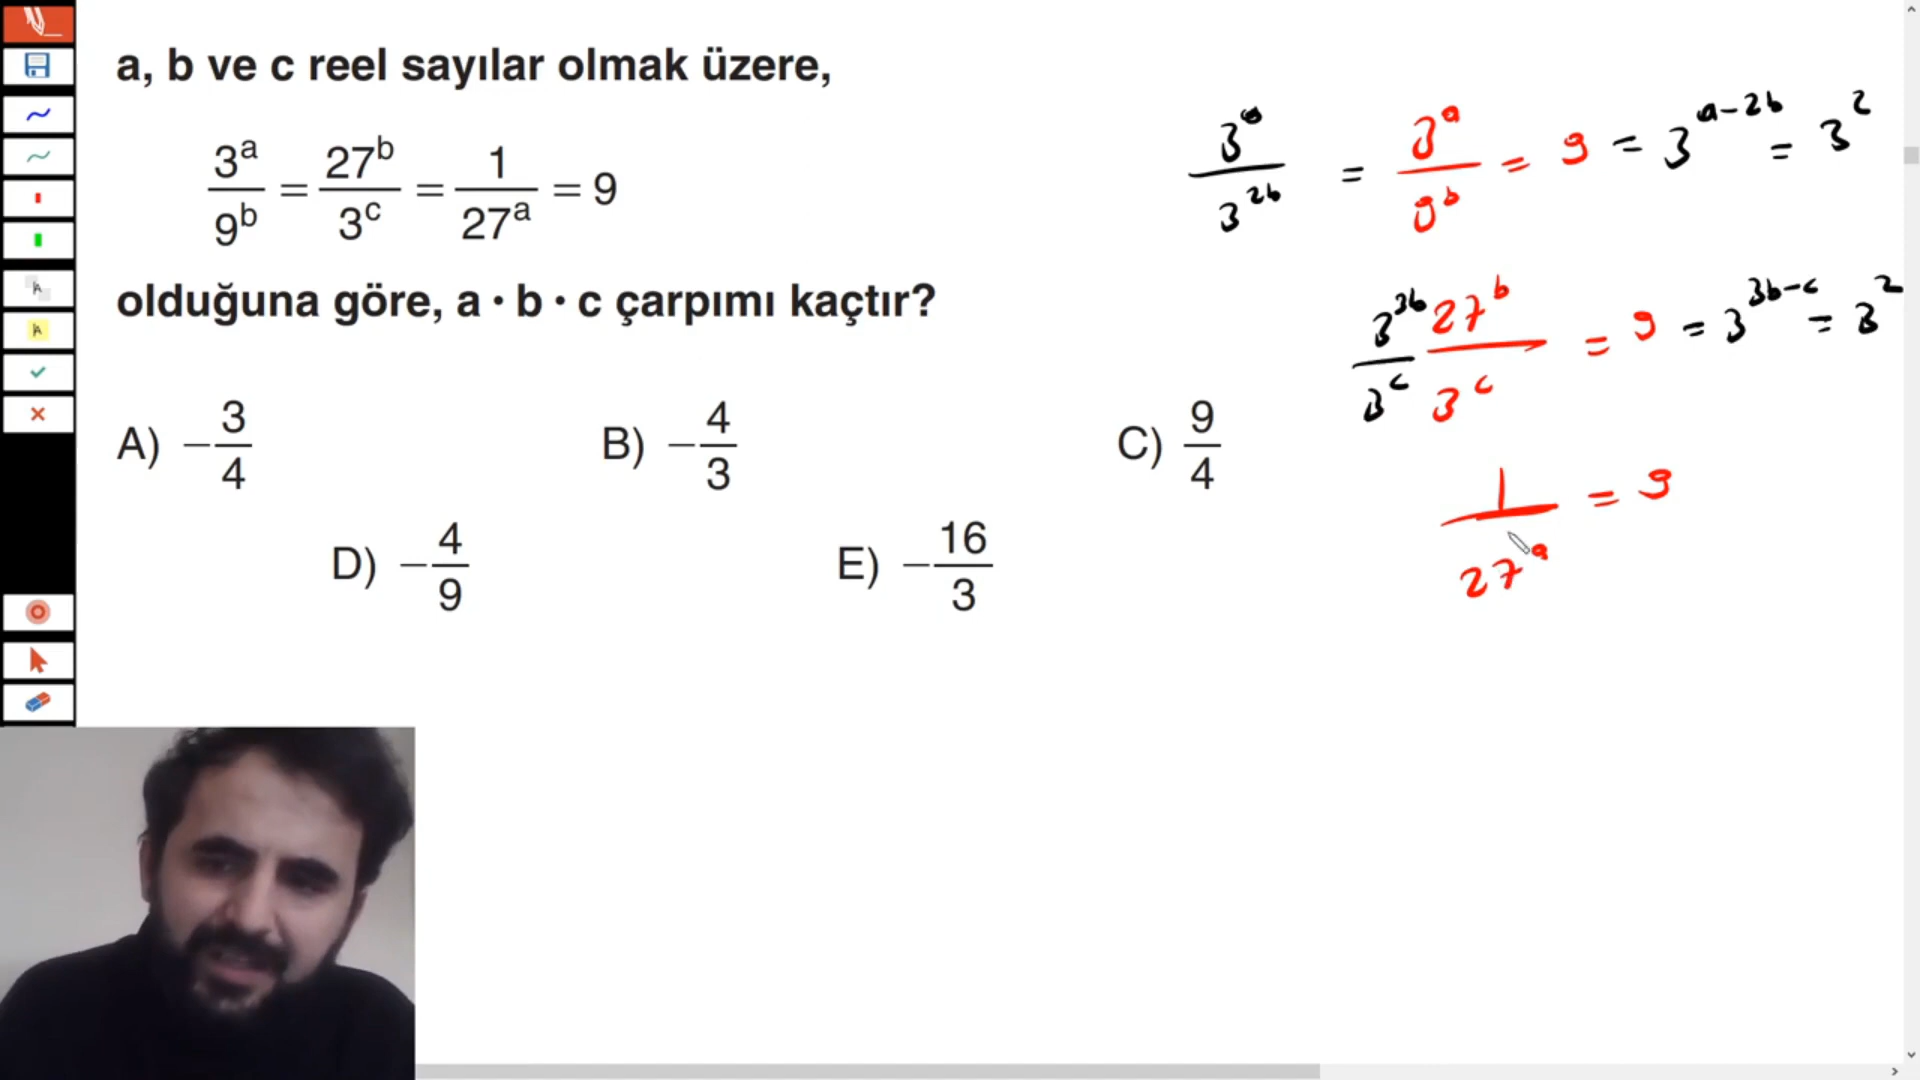 a, b ve c reel sayılar olmak üzere,
3^a/9^b = 27^b/3^c = 1/27^a = 9
olduğuna göre, a · b · c çarpımı kaçtır?
A) −3/4
B) −4/3
C) 9/4
D) −4/9
E) −16/3
3^a/3^2b = 3^a/9^b = 9 = 3^a-2b = 3^2
3^3b/3^c 27^b/3^c = 9 = 3^3b-c = 3^2
1/27^a = 9